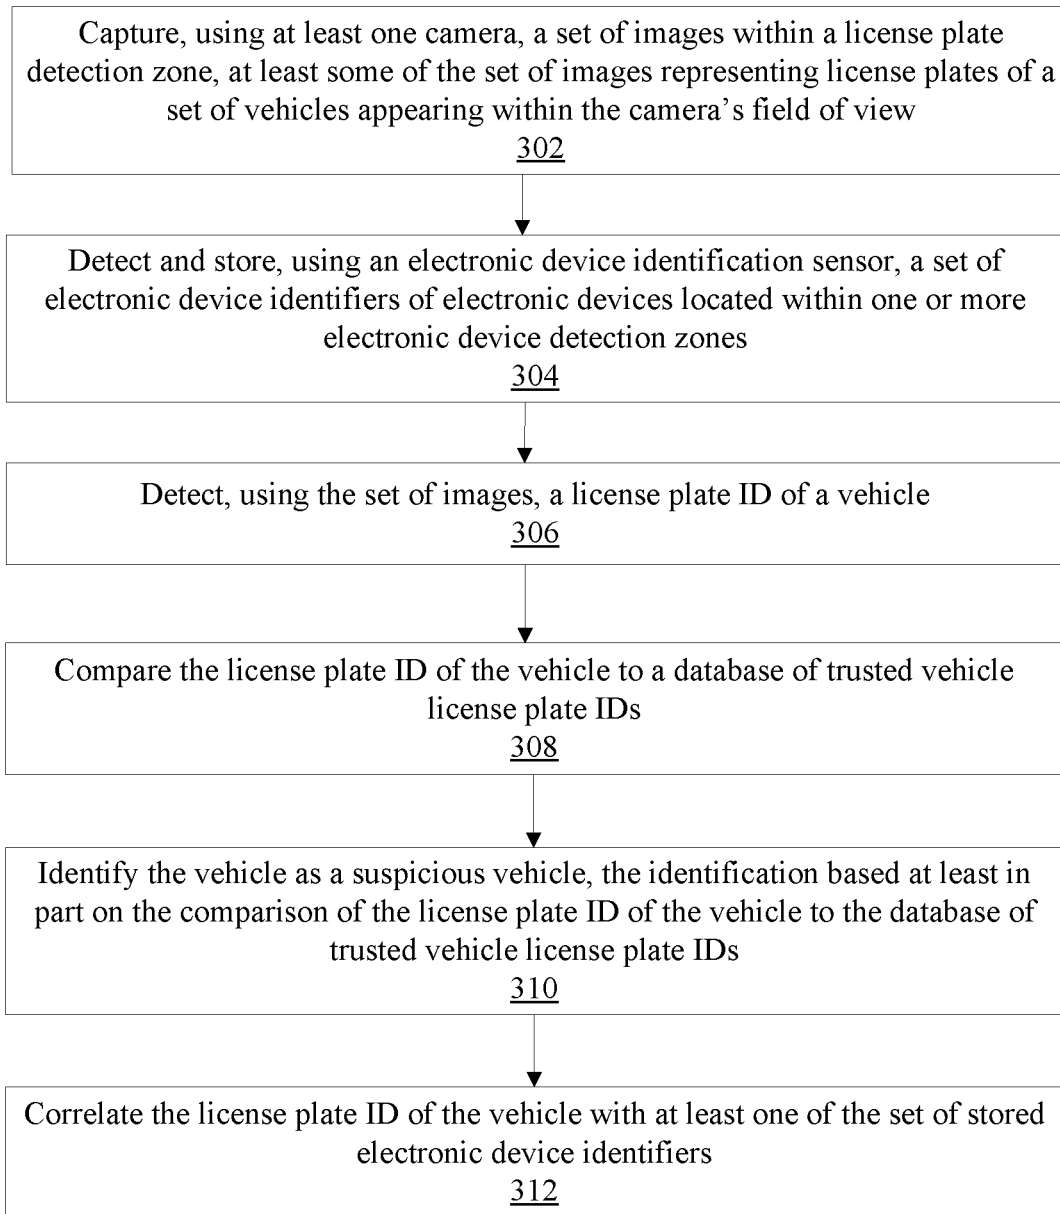 Capture, using at least one camera, a set of images within a license plate
detection zone, at least some of the set of images representing license plates of a
set of vehicles appearing within the camera’s field of view
302
Detect and store, using an electronic device identification sensor, a set of
electronic device identifiers of electronic devices located within one or more
electronic device detection zones
304
Detect, using the set of images, a license plate ID of a vehicle
306
Compare the license plate ID of the vehicle to a database of trusted vehicle
license plate IDs
308
Identify the vehicle as a suspicious vehicle, the identification based at least in
part on the comparison of the license plate ID of the vehicle to the database of
trusted vehicle license plate IDs
310
Correlate the license plate ID of the vehicle with at least one of the set of stored
electronic device identifiers
312